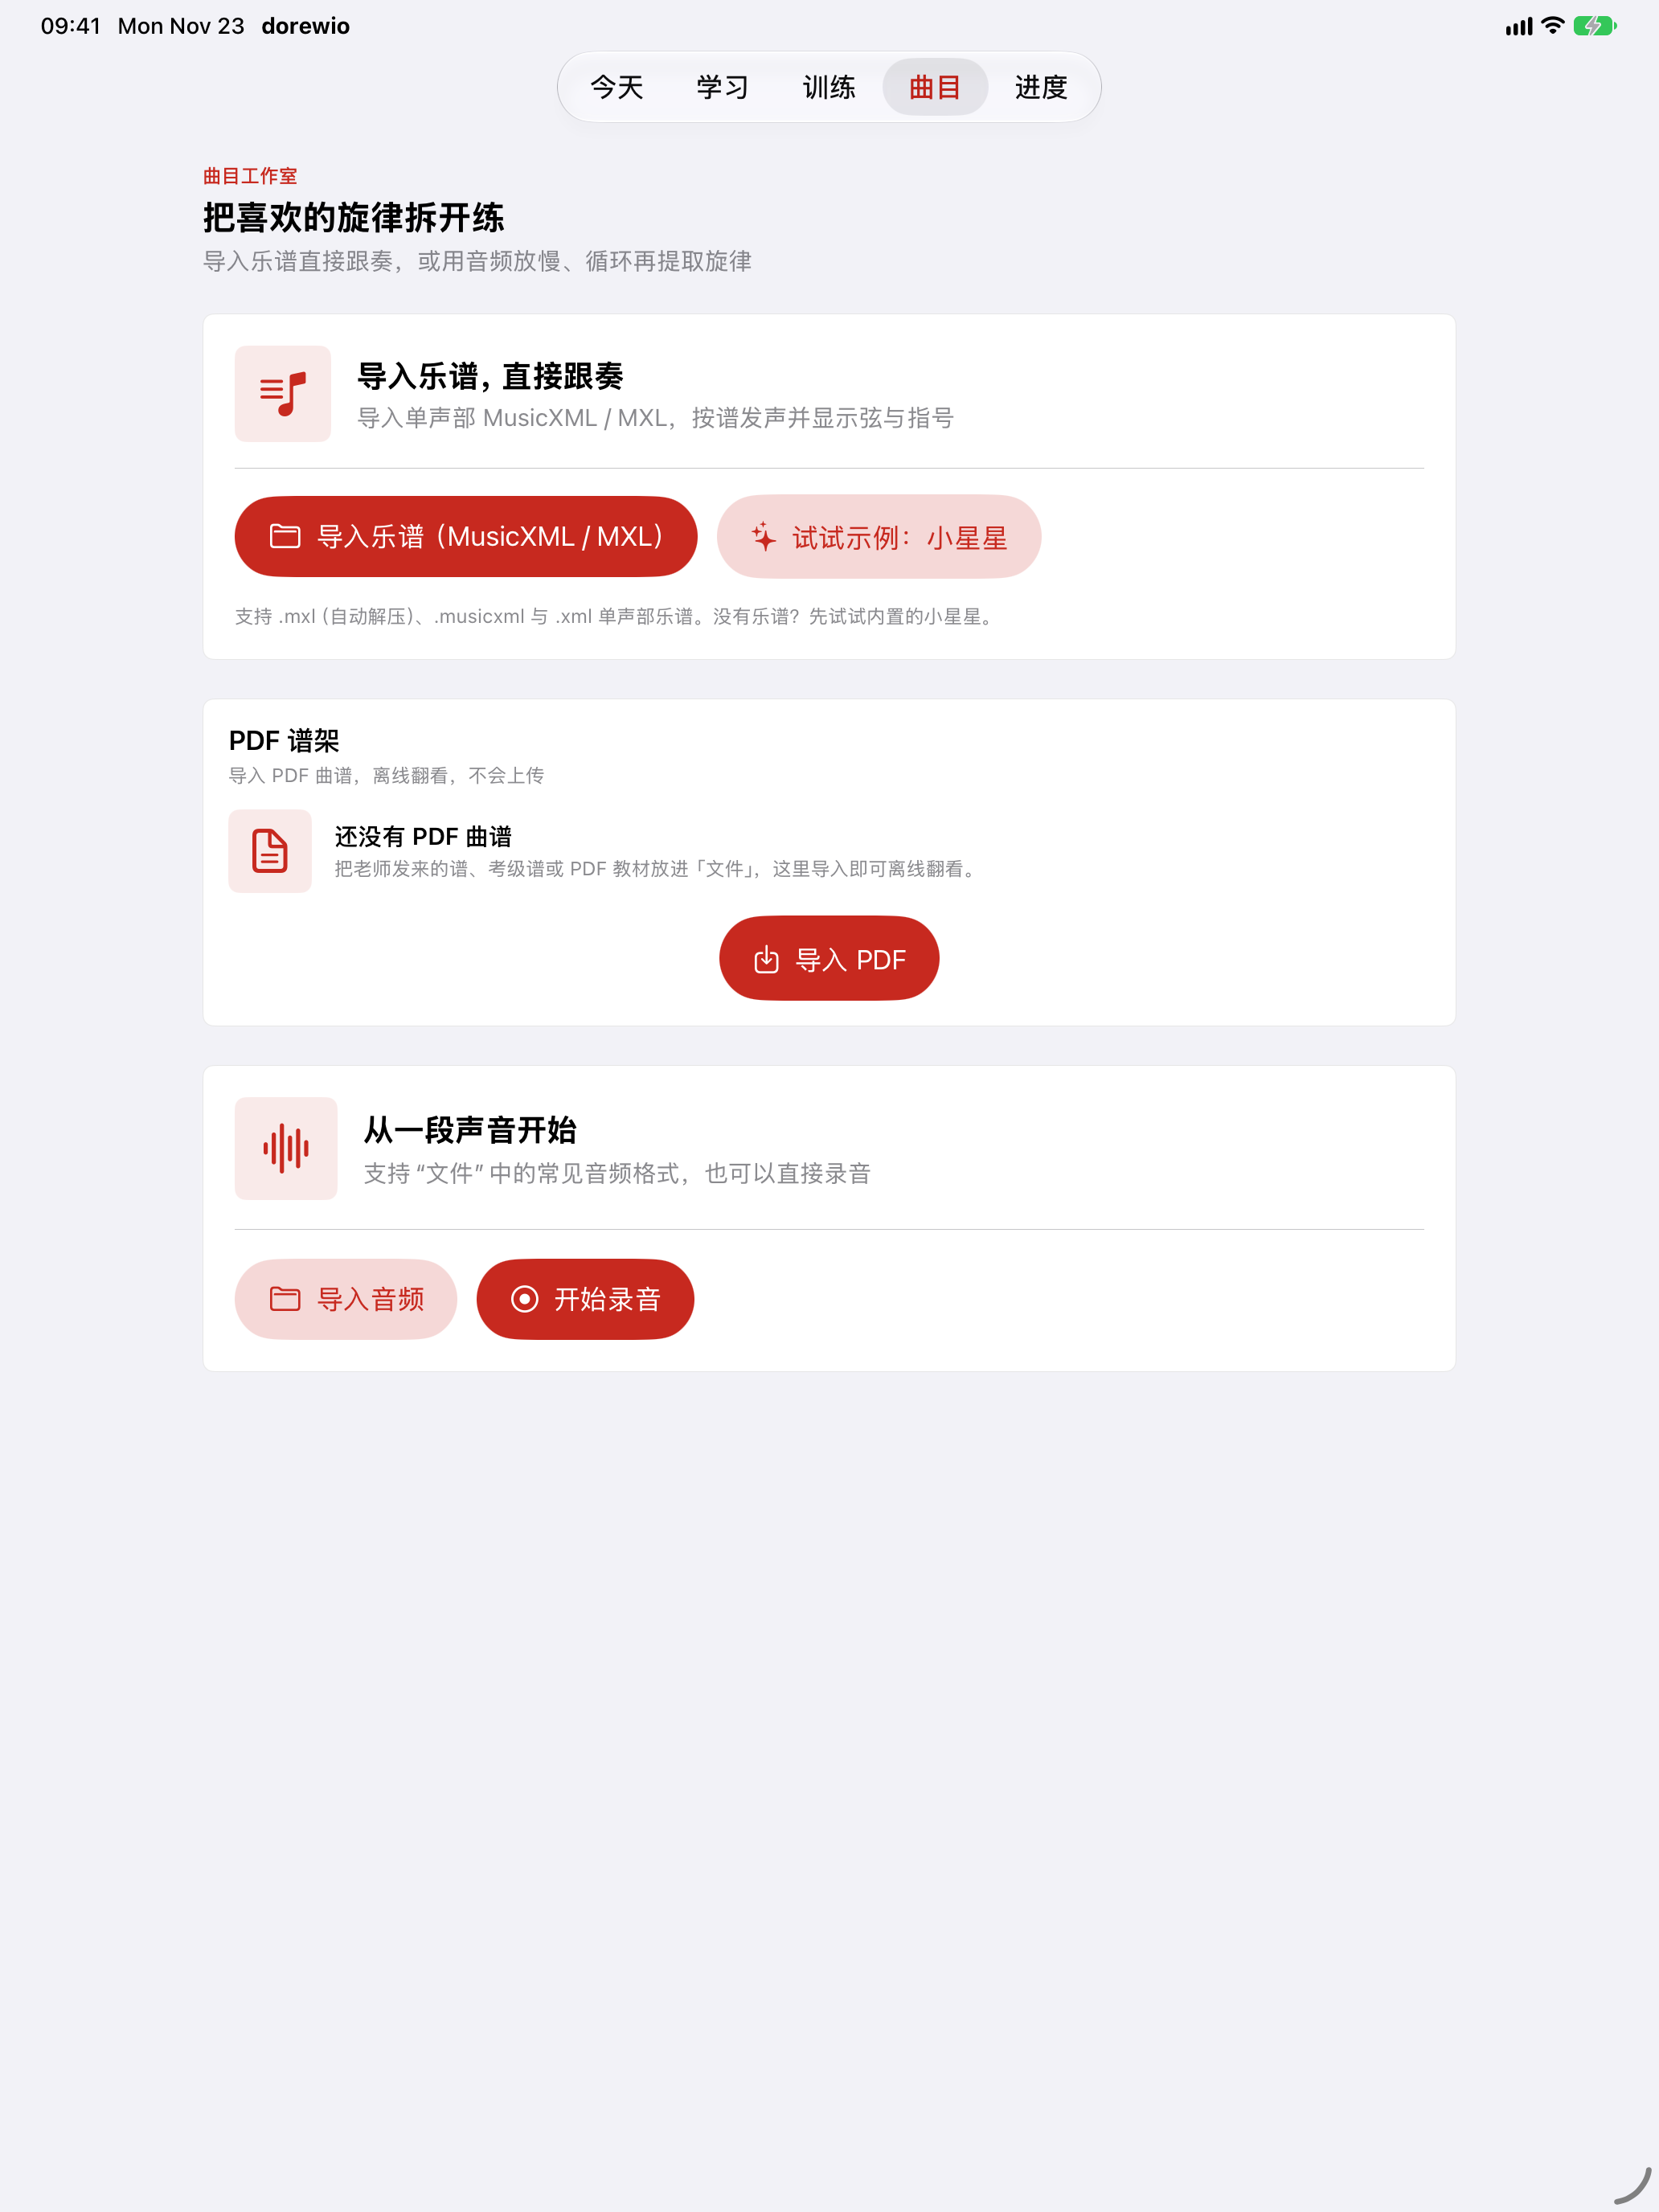 09:41 Mon Nov 23 dorewio
今天 学习 训练 曲目 进度
曲目工作室
把喜欢的旋律拆开练
导入乐谱直接跟奏，或用音频放慢、循环再提取旋律
导入乐谱，直接跟奏
导入单声部 MusicXML / MXL，按谱发声并显示弦与指号
导入乐谱（MusicXML / MXL） 试试示例：小星星
支持 .mxl（自动解压）、.musicxml 与 .xml 单声部乐谱。没有乐谱？先试试内置的小星星。
PDF 谱架
导入 PDF 曲谱，离线翻看，不会上传
还没有 PDF 曲谱
把老师发来的谱、考级谱或 PDF 教材放进「文件」，这里导入即可离线翻看。
导入 PDF
从一段声音开始
支持“文件”中的常见音频格式，也可以直接录音
导入音频 开始录音